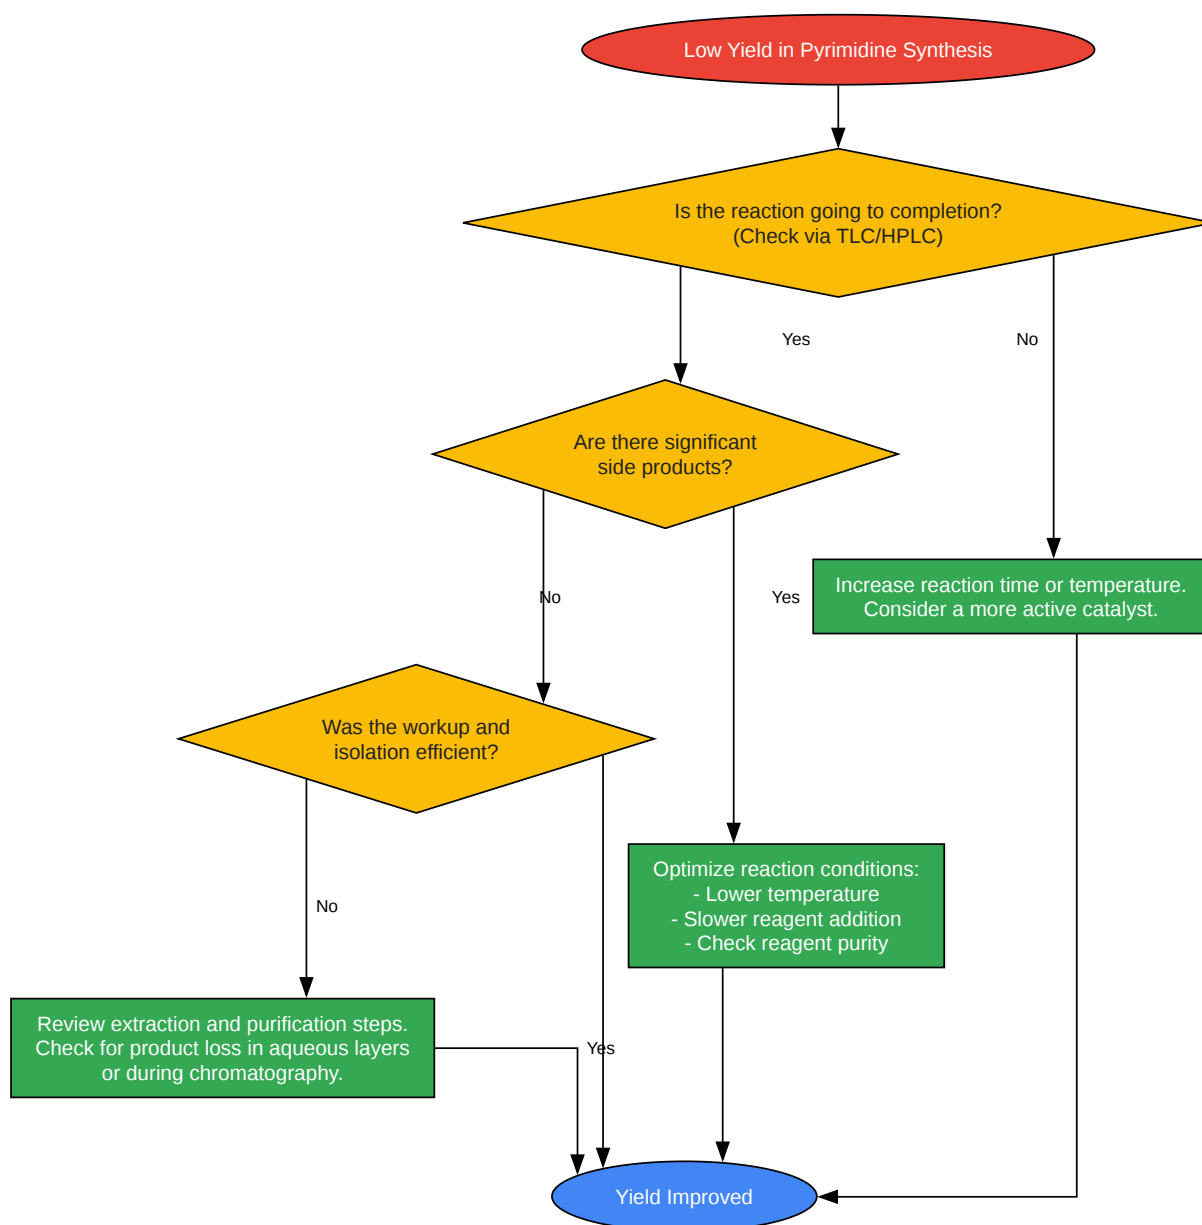 Low Yield in Pyrimidine Synthesis
Is the reaction going to completion?
(Check via TLC/HPLC)
Yes
No
Are there significant
side products?
No
Yes
Increase reaction time or temperature.
Consider a more active catalyst.
Was the workup and
isolation efficient?
Optimize reaction conditions:
- Lower temperature
- Slower reagent addition
- Check reagent purity
No
Review extraction and purification steps.
Check for product loss in aqueous layers
or during chromatography.
Yes
Yield Improved